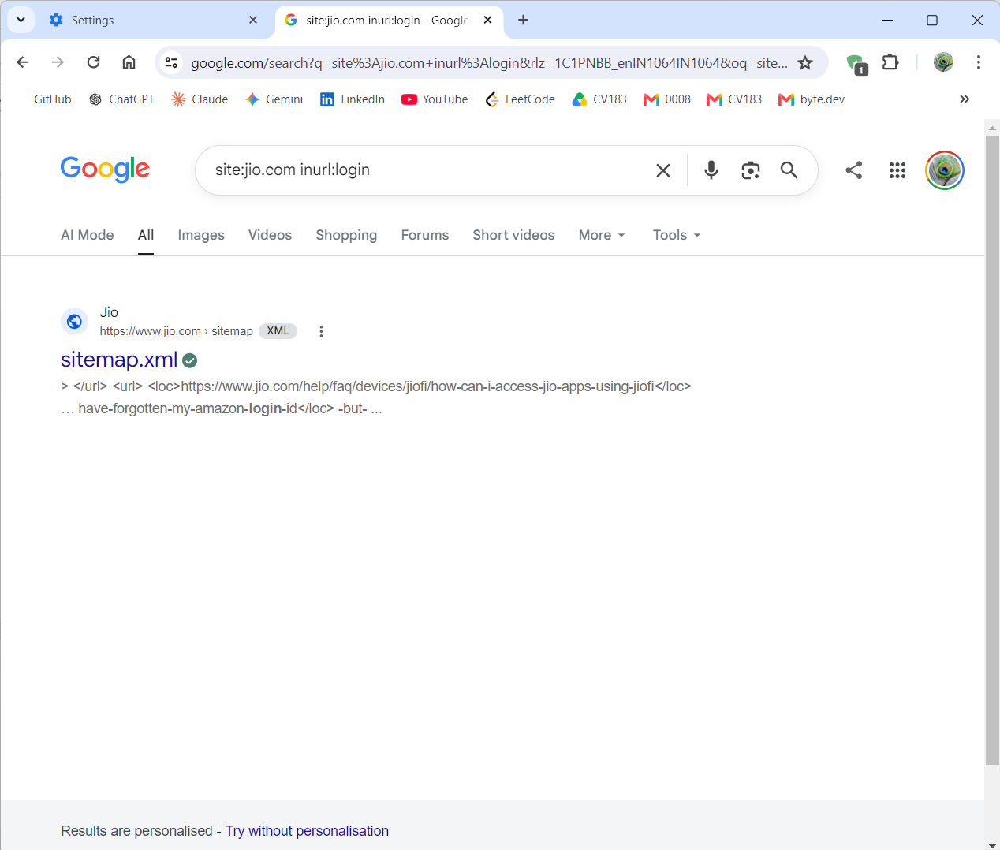 Settings
site:jio.com inurl:login - Google
google.com/search?q=site%3Ajio.com+inurl%3Alogin&rlz=1C1PNBB_enIN1064IN1064&oq=site...
1
GitHub ChatGPT Claude Gemini LinkedIn YouTube LeetCode CV183 0008 CV183 byte.dev
Google
site:jio.com inurl:login
AI Mode All Images Videos Shopping Forums Short videos More Tools
Jio
https://www.jio.com › sitemap XML
sitemap.xml
> </url> <url> <loc>https://www.jio.com/help/faq/devices/jiofi/how-can-i-access-jio-apps-using-jiofi</loc>
... have-forgotten-my-amazon-login-id</loc> -but- ...
Results are personalised - Try without personalisation